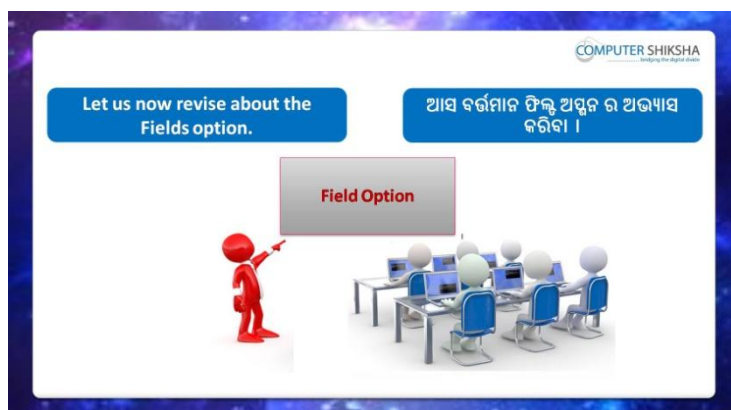 COMPUTER SHIKSHA
bridging the digital divide
Let us now revise about the
Fields option.
ଆସ ବର୍ତ୍ତମାନ ଫିଲ୍ଡ ଅପ୍ସନ ର ଅଭ୍ୟାସ
କରିବା ।
Field Option